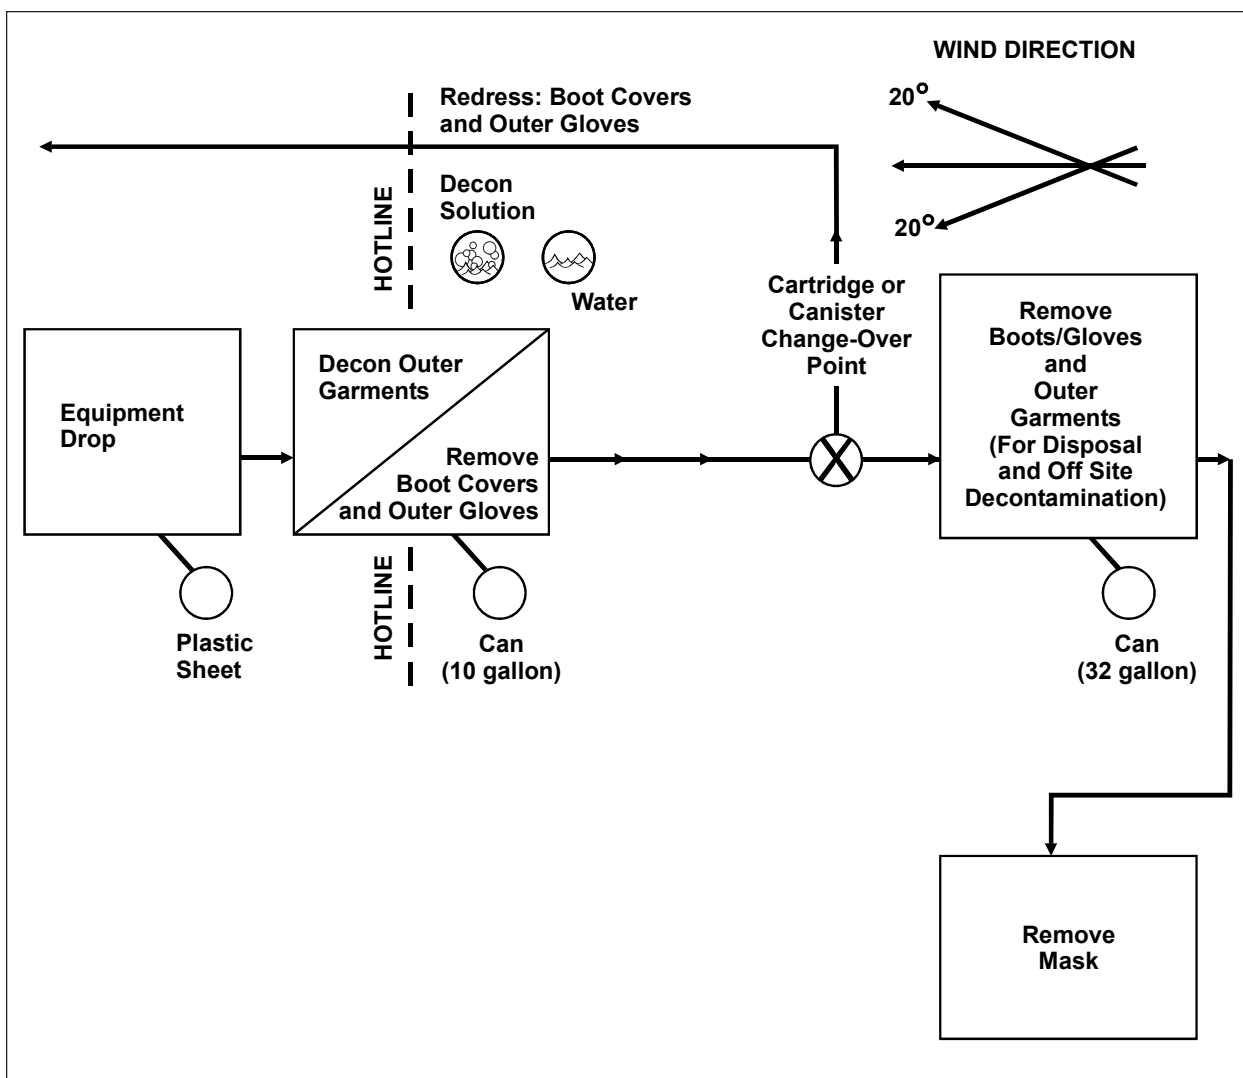 WIND DIRECTION
20°
20°
Redress: Boot Covers
and Outer Gloves
HOTLINE
Decon
Solution
Water
Cartridge or
Canister
Change-Over
Point
Equipment
Drop
Decon Outer
Garments
Remove
Boot Covers
and Outer Gloves
Remove
Boots/Gloves
and
Outer
Garments
(For Disposal
and Off Site
Decontamination)
Plastic
Sheet
HOTLINE
Can
(10 gallon)
Can
(32 gallon)
Remove
Mask